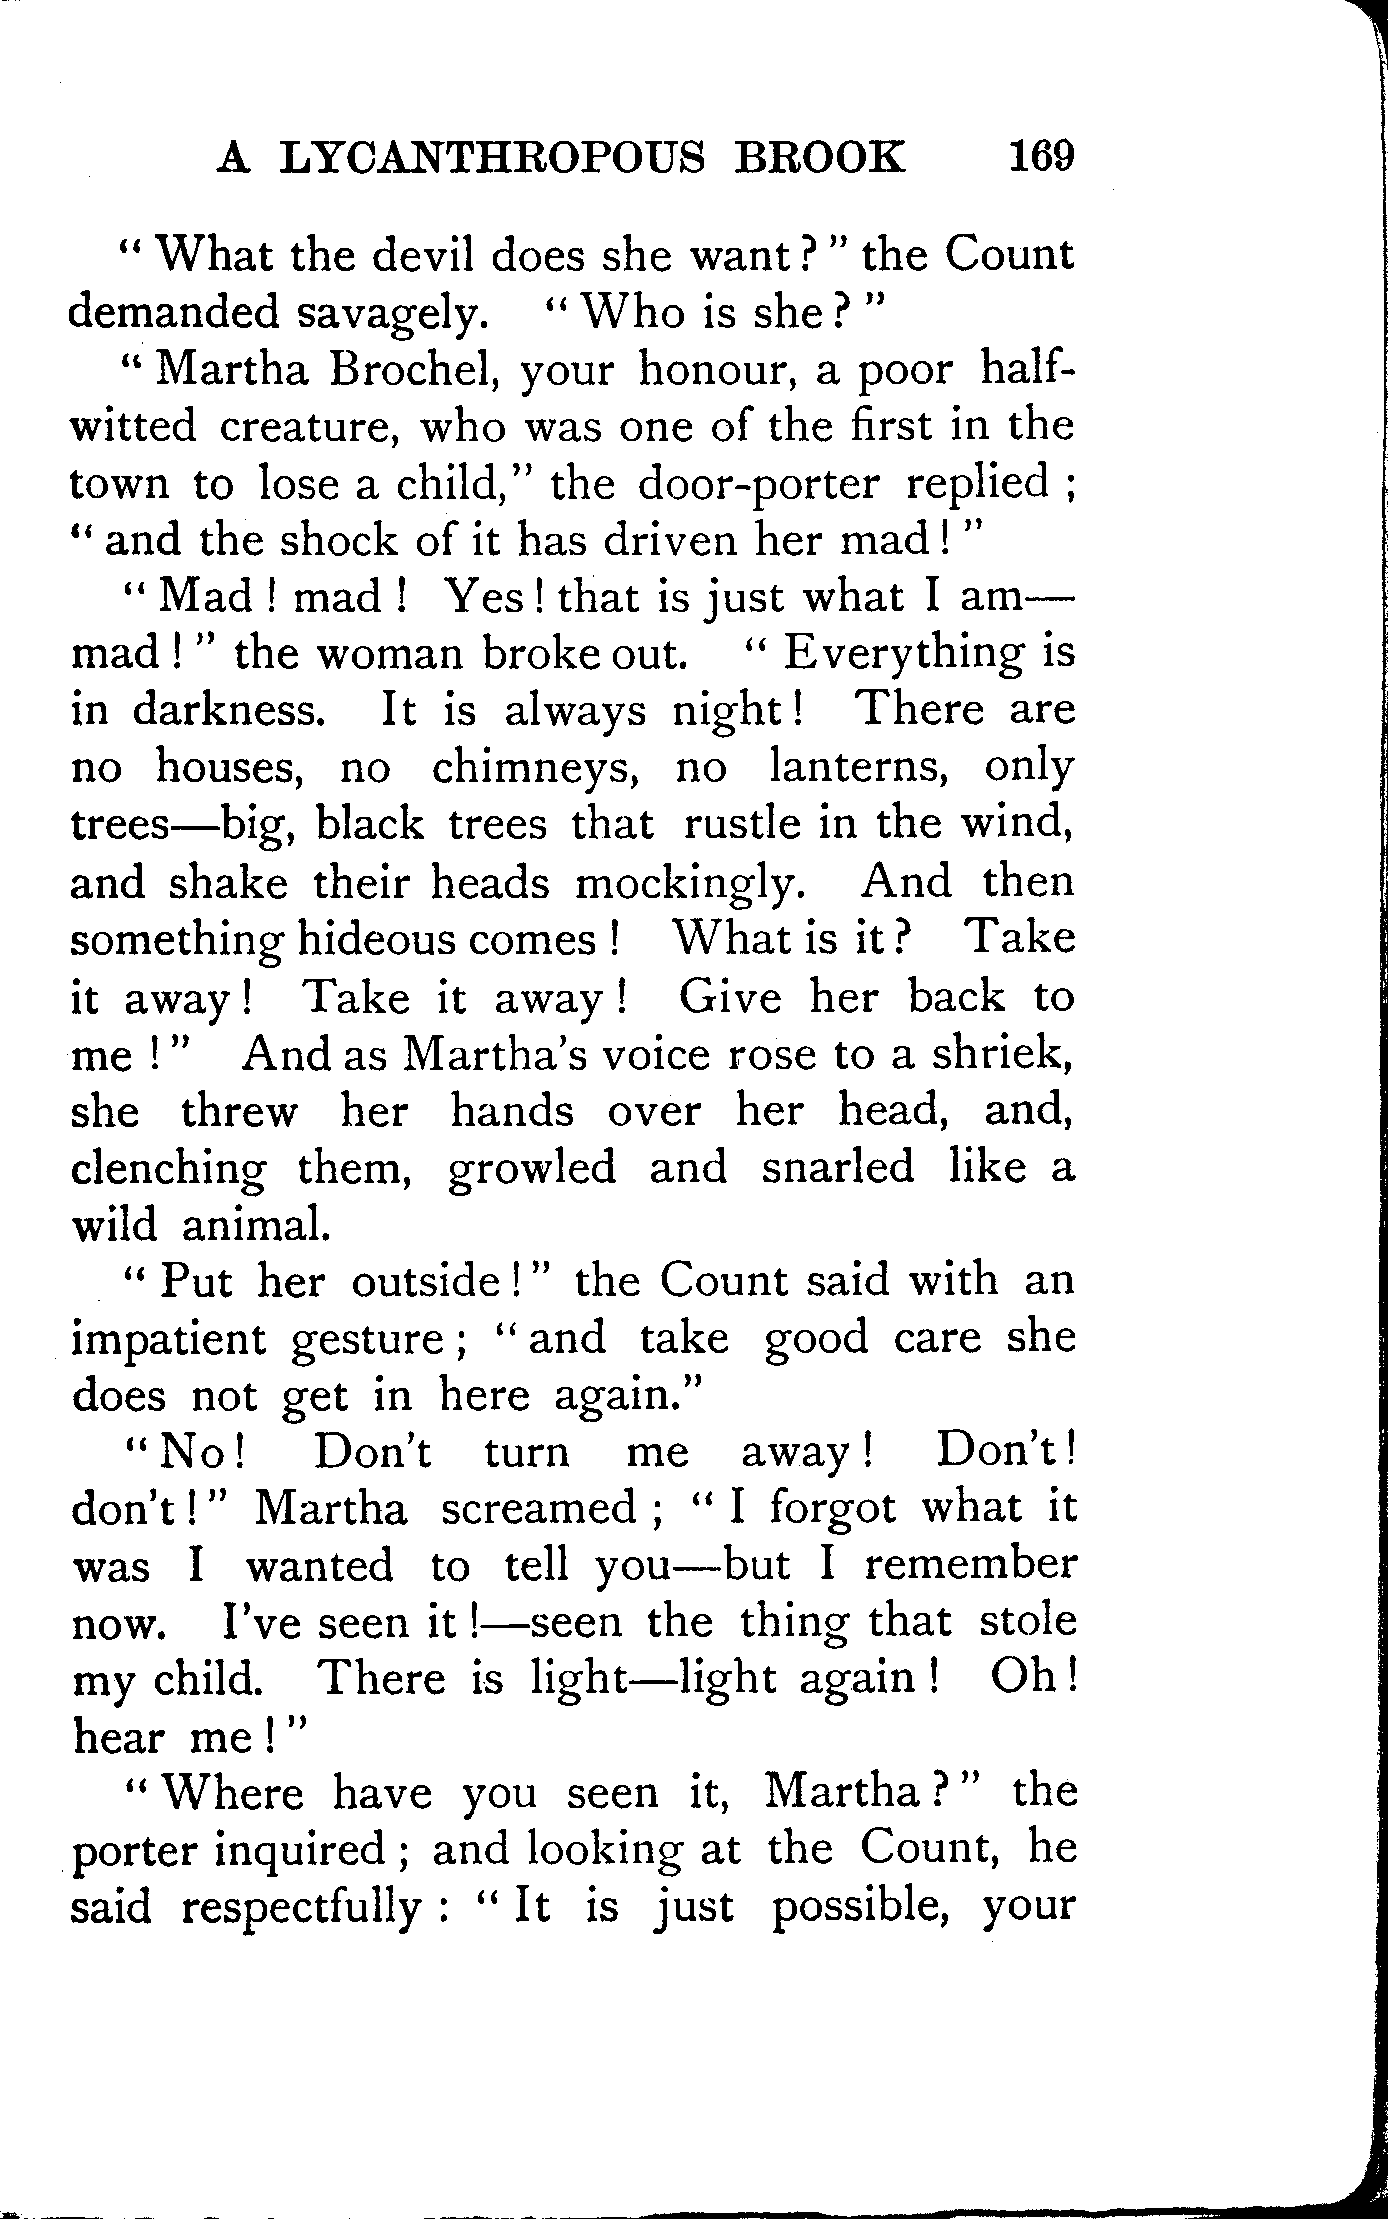 A LYCANTHROPOUS BROOK 169
“ What the devil does she want ? ” the Count
demanded savagely. “ Who is she ? ”
“ Martha Brochel, your honour, a poor half-
witted creature, who was one of the first in the
town to lose a child,” the door-porter replied ;
“ and the shock of it has driven her mad ! ”
“ Mad ! mad ! Yes ! that is just what I am—
mad ! ” the woman broke out. “ Everything is
in darkness. It is always night ! There are
no houses, no chimneys, no lanterns, only
trees—big, black trees that rustle in the wind,
and shake their heads mockingly. And then
something hideous comes ! What is it ? Take
it away ! Take it away ! Give her back to
me ! ” And as Martha's voice rose to a shriek,
she threw her hands over her head, and,
clenching them, growled and snarled like a
wild animal.
“ Put her outside ! ” the Count said with an
impatient gesture ; “ and take good care she
does not get in here again.”
“ No ! Don't turn me away ! Don't !
don't ! ” Martha screamed ; “ I forgot what it
was I wanted to tell you—but I remember
now. I've seen it !—seen the thing that stole
my child. There is light—light again ! Oh !
hear me ! ”
“ Where have you seen it, Martha ? ” the
porter inquired ; and looking at the Count, he
said respectfully : “ It is just possible, your